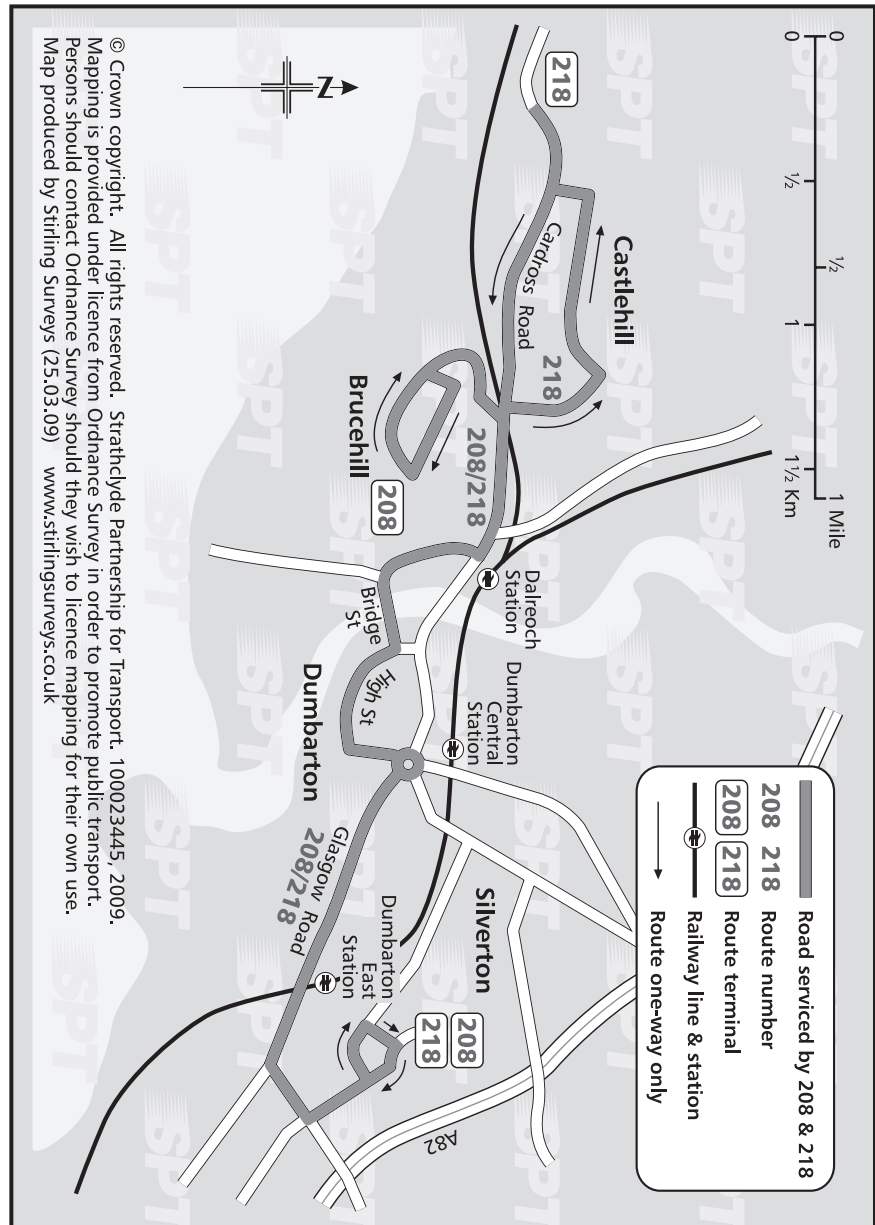 0
½
1 Mile
0
½
1
1½ Km
Road serviced by 208 & 218
208 218 Route number
208 218 Route terminal
Railway line & station
Route one-way only
218
Castlehill
Cardross Road
218
208/218
Brucehill
208
Dalreoch
Station
Bridge
St
High St
Dumbarton
Central
Station
Dumbarton
Silverton
Glasgow Road
208/218
Dumbarton
East
Station
208
218
A82
N
© Crown copyright. All rights reserved. Strathclyde Partnership for Transport. 100023445, 2009.
Mapping is provided under licence from Ordnance Survey in order to promote public transport.
Persons should contact Ordnance Survey should they wish to licence mapping for their own use.
Map produced by Stirling Surveys (25.03.09) www.stirlingsurveys.co.uk
SPT